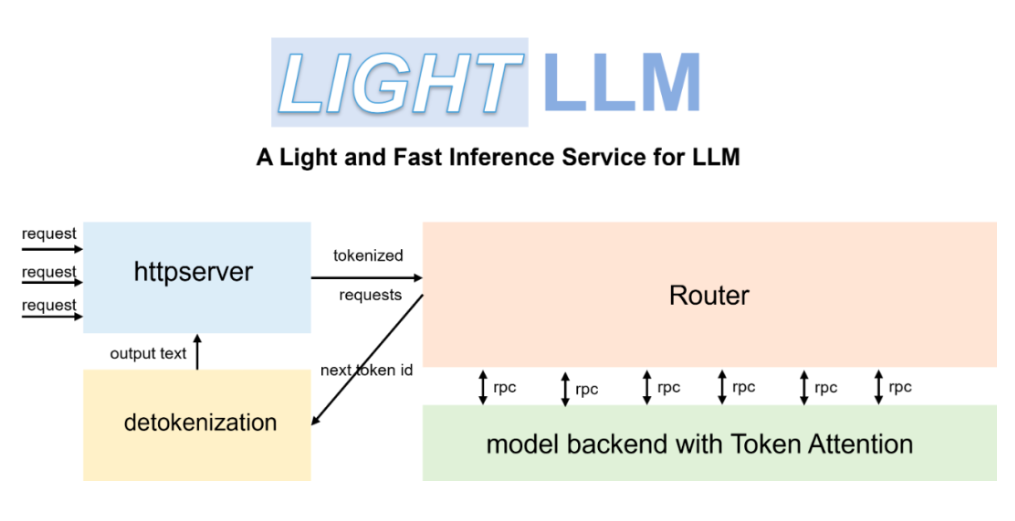 LIGHT LLM
A Light and Fast Inference Service for LLM
request
request
request
httpserver
tokenized
requests
Router
output text
next token id
detokenization
rpc
rpc
rpc
rpc
rpc
rpc
model backend with Token Attention